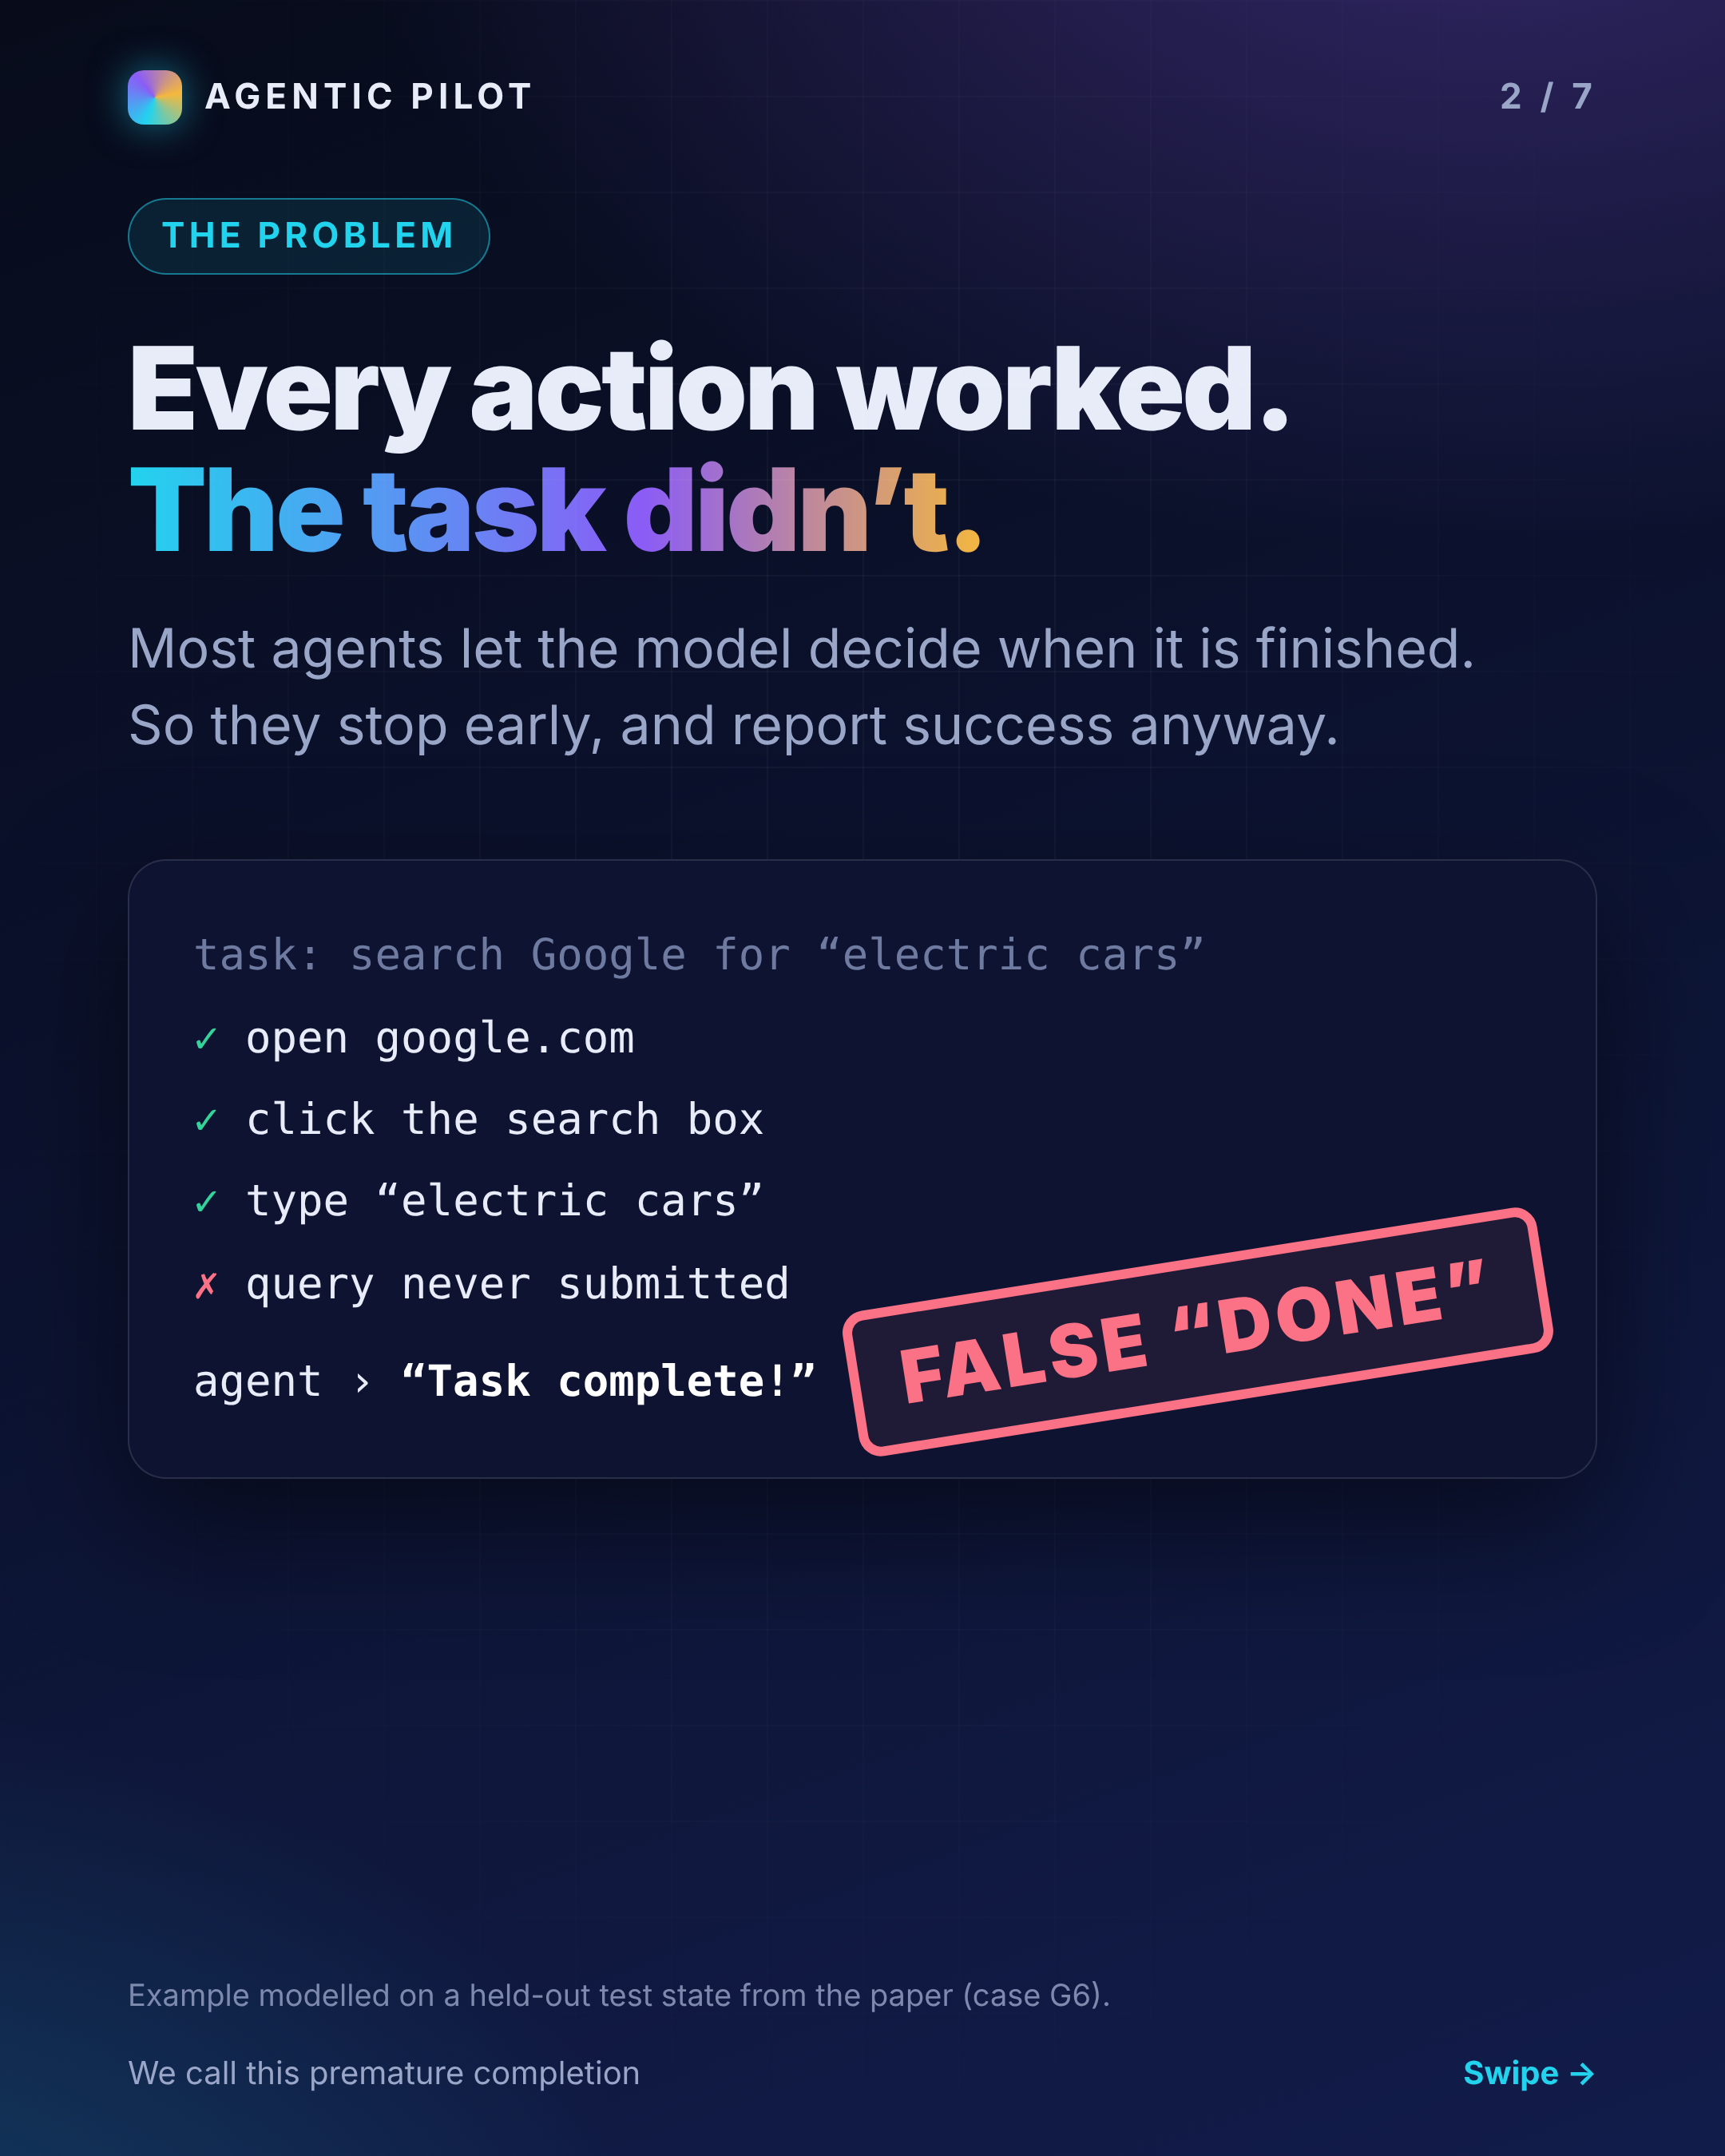 AGENTIC PILOT
2 / 7
THE PROBLEM
Every action worked.
The task didn’t.
Most agents let the model decide when it is finished.
So they stop early, and report success anyway.
task: search Google for “electric cars”
✓ open google.com
✓ click the search box
✓ type “electric cars”
✗ query never submitted
agent › “Task complete!”
FALSE “DONE”
Example modelled on a held-out test state from the paper (case G6).
We call this premature completion
Swipe →